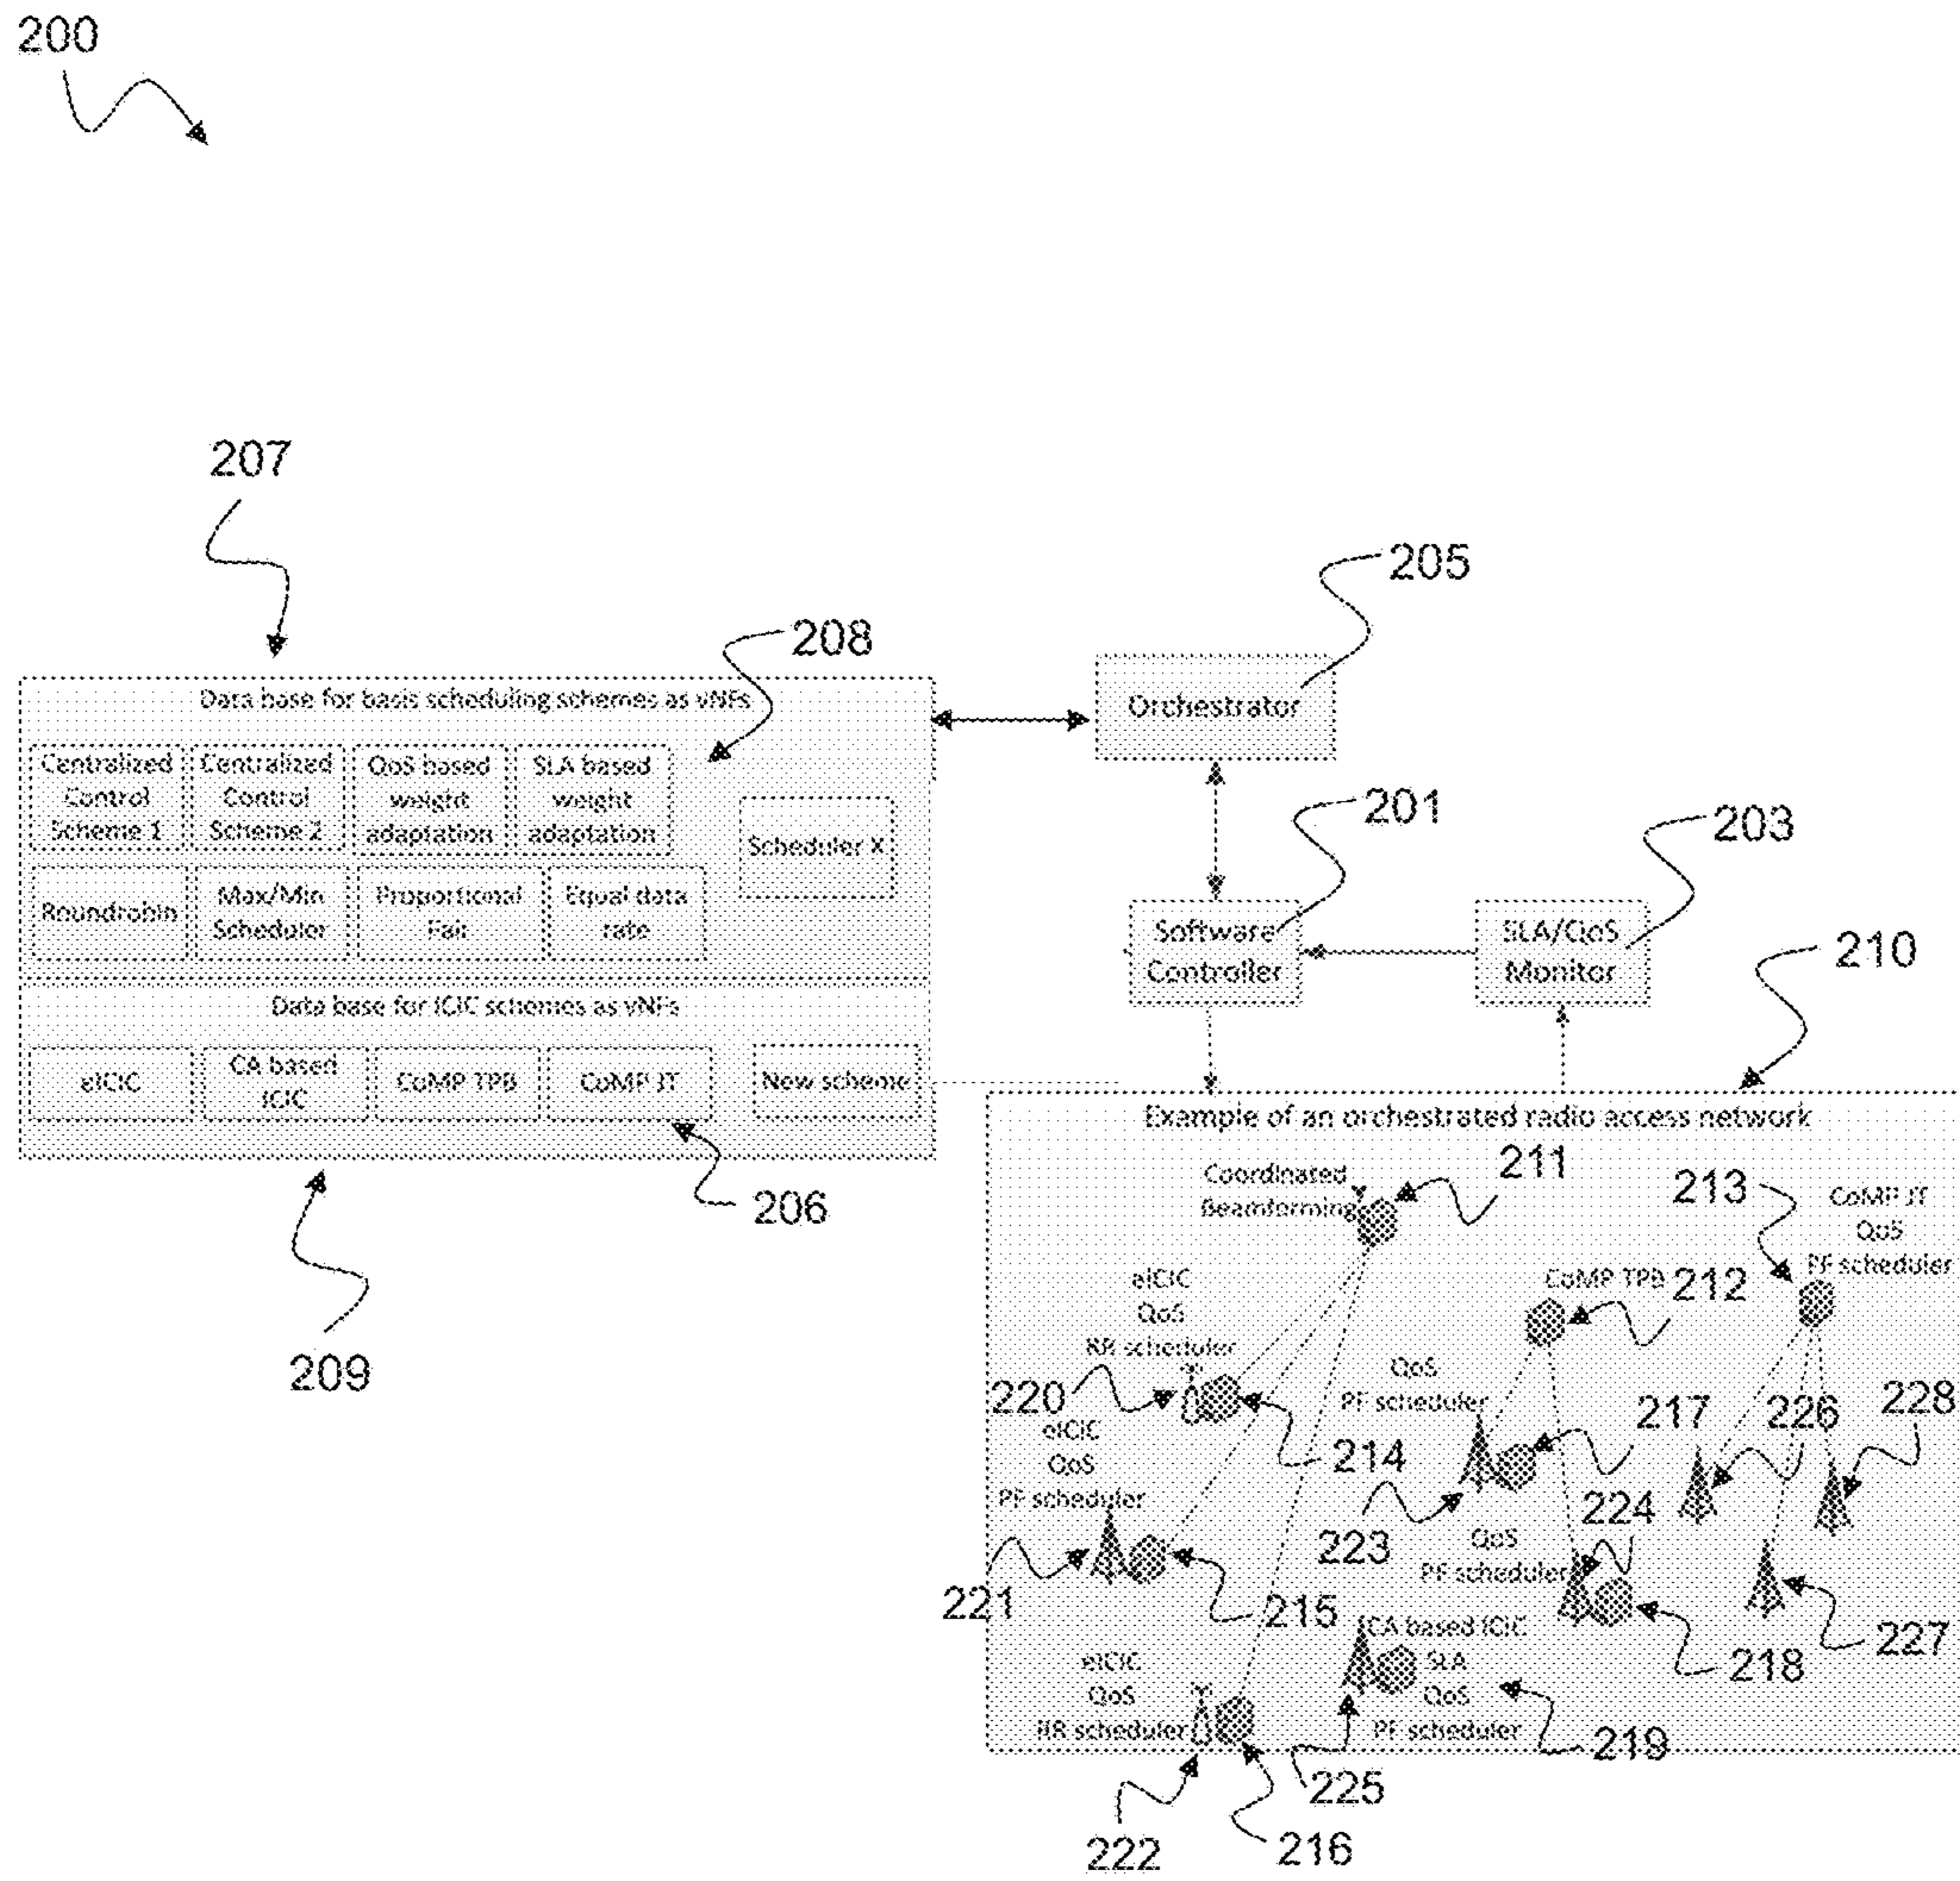 200
207
205
208
Data base for basis scheduling schemes as vNFs
Orchestrator
Centralized
Control
Scheme 1
Centralized
Control
Scheme 2
QoS based
weight
adaptation
SLA based
weight
adaptation
Scheduler X
201
203
Roundrobin
Max/Min
Scheduler
Proportional
Fair
Equal data
rate
Software
Controller
SLA/QoS
Monitor
210
Data base for ICIC schemes as vNFs
eICIC
CA based
ICIC
CoMP TPB
CoMP JT
New scheme
206
209
Example of an orchestrated radio access network
Coordinated
Beamforming
211
213
CoMP JT
QoS
PF scheduler
eICIC
QoS
RR scheduler
CoMP TPB
212
220
QoS
PF scheduler
217
226
228
eICIC
QoS
PF scheduler
214
223
224
QoS
PF scheduler
221
215
227
218
CA based ICIC
SLA
QoS
PF scheduler
219
eICIC
QoS
RR scheduler
225
222
216